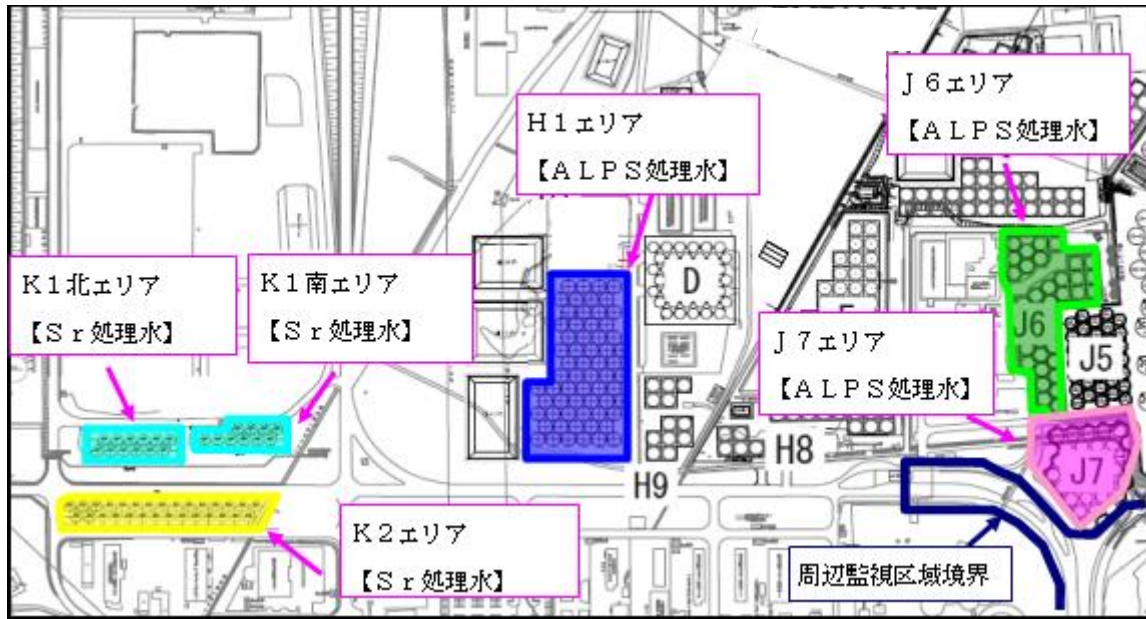 J6エリア
【ALPS処理水】
H1エリア
【ALPS処理水】
K1北エリア
【Sr処理水】
K1南エリア
【Sr処理水】
D
J6
J5
J7エリア
【ALPS処理水】
J7
H8
H9
K2エリア
【Sr処理水】
周辺監視区域境界